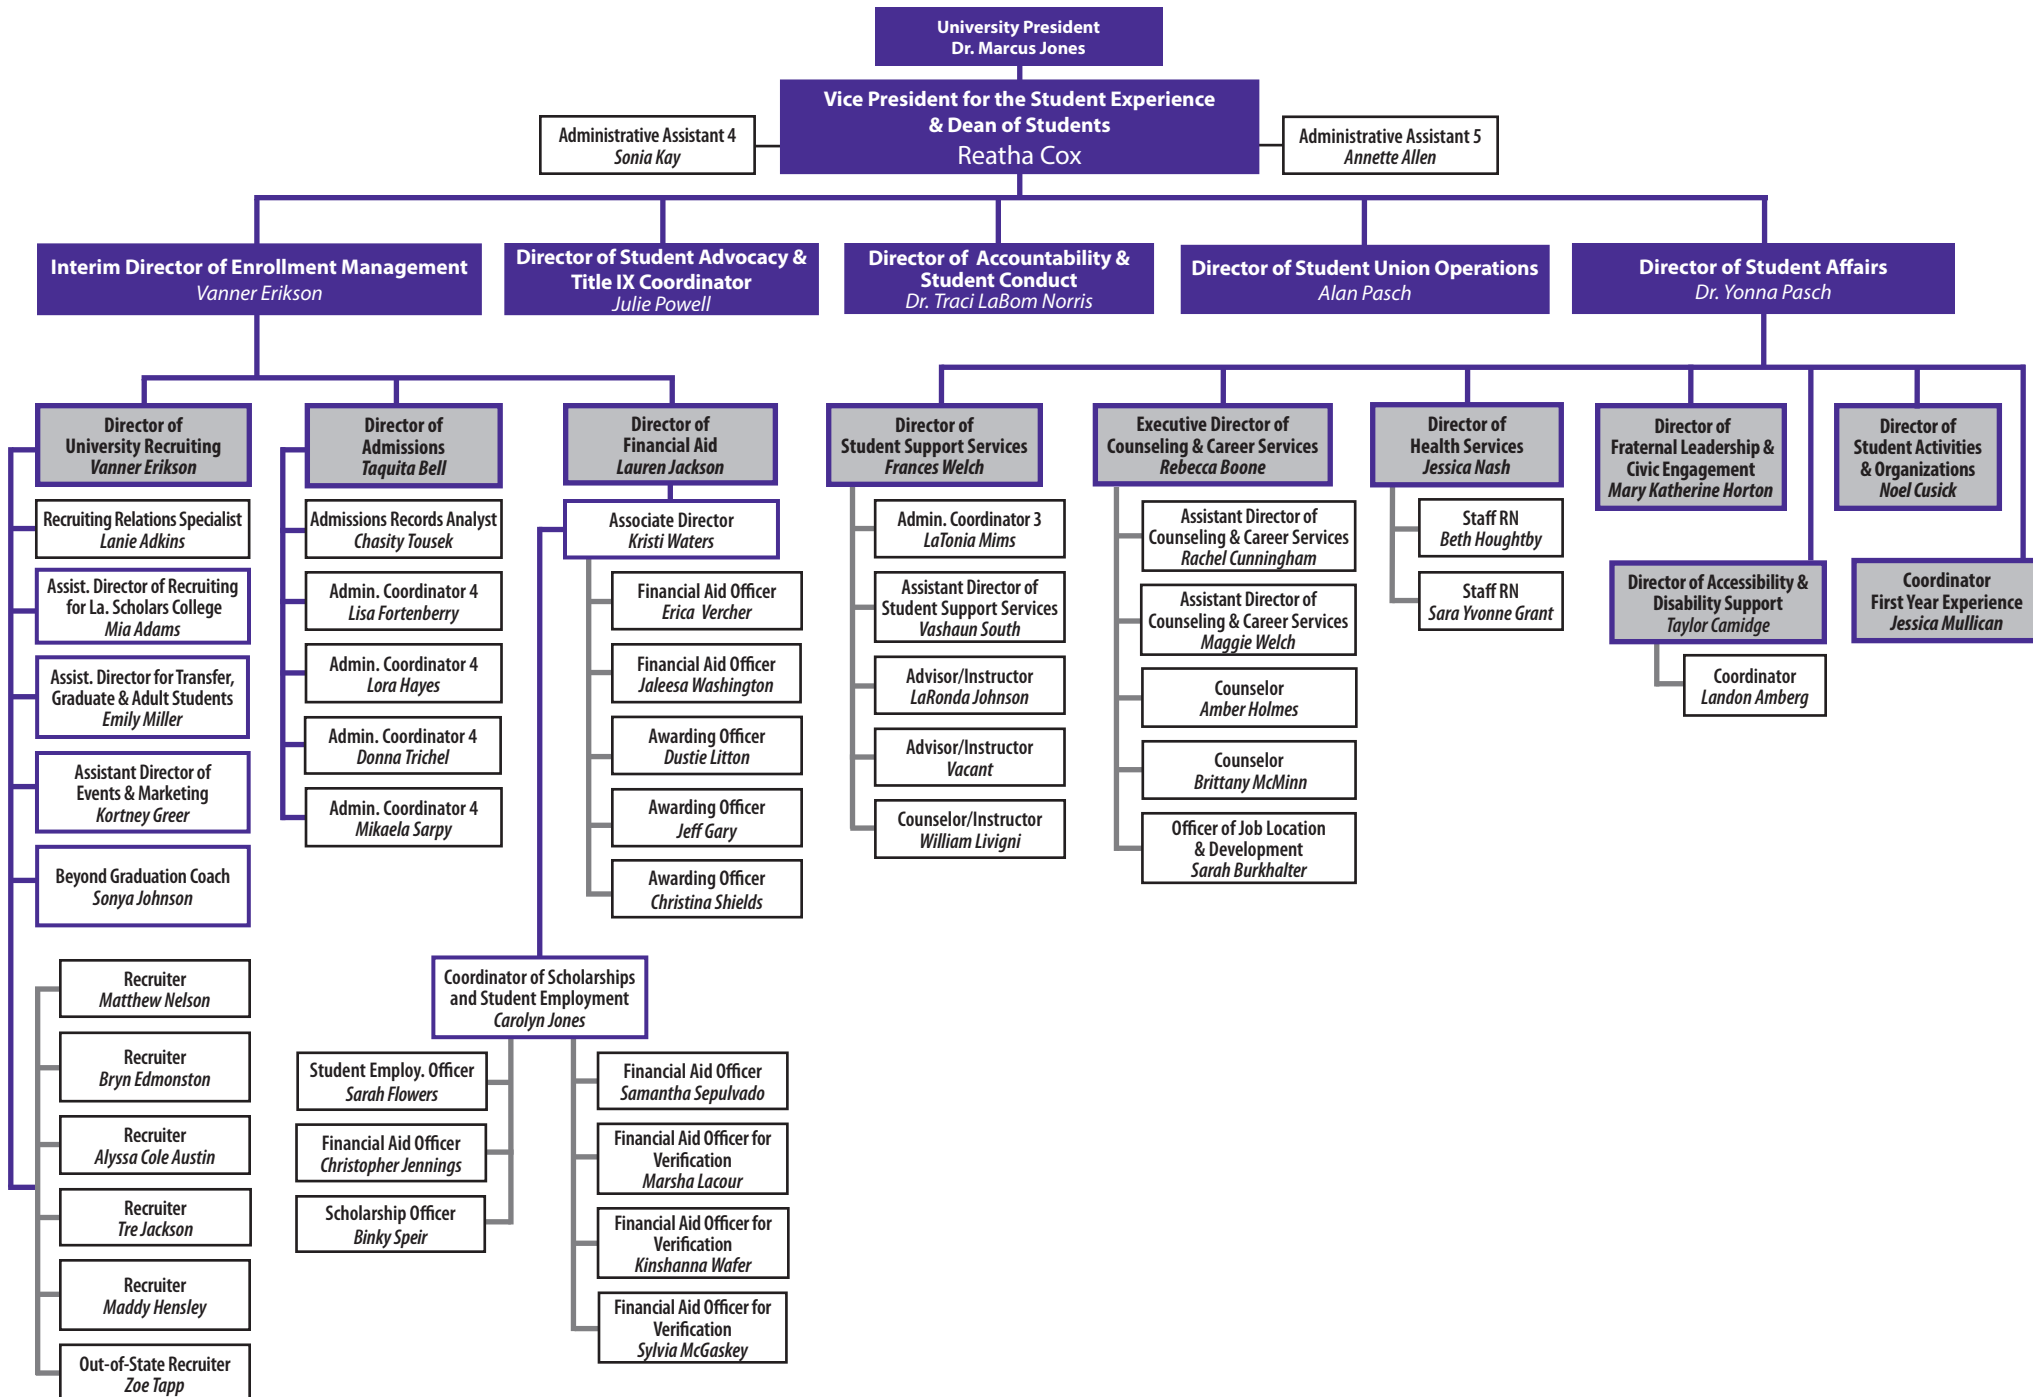 University President
Dr. Marcus Jones
Vice President for the Student Experience
& Dean of Students
Reatha Cox
Administrative Assistant 4
Sonia Kay
Administrative Assistant 5
Annette Allen
Interim Director of Enrollment Management
Vanner Erikson
Director of Student Advocacy &
Title IX Coordinator
Julie Powell
Director of Accountability &
Student Conduct
Dr. Traci LaBom Norris
Director of Student Union Operations
Alan Pasch
Director of Student Affairs
Dr. Yonna Pasch
Director of
University Recruiting
Vanner Erikson
Recruiting Relations Specialist
Lanie Adkins
Assist. Director of Recruiting
for La. Scholars College
Mia Adams
Assist. Director for Transfer,
Graduate & Adult Students
Emily Miller
Assistant Director of
Events & Marketing
Kortney Greer
Beyond Graduation Coach
Sonya Johnson
Recruiter
Matthew Nelson
Recruiter
Bryn Edmonston
Recruiter
Alyssa Cole Austin
Recruiter
Tre Jackson
Recruiter
Maddy Hensley
Out-of-State Recruiter
Zoe Tapp
Director of
Admissions
Taquita Bell
Admissions Records Analyst
Chasity Tousek
Admin. Coordinator 4
Lisa Fortenberry
Admin. Coordinator 4
Lora Hayes
Admin. Coordinator 4
Donna Trichel
Admin. Coordinator 4
Mikaela Sarpy
Director of
Financial Aid
Lauren Jackson
Associate Director
Kristi Waters
Financial Aid Officer
Erica Vercher
Financial Aid Officer
Jaleesa Washington
Awarding Officer
Dustie Litton
Awarding Officer
Jeff Gary
Awarding Officer
Christina Shields
Coordinator of Scholarships
and Student Employment
Carolyn Jones
Student Employ. Officer
Sarah Flowers
Financial Aid Officer
Christopher Jennings
Scholarship Officer
Binky Speir
Financial Aid Officer
Samantha Sepulvado
Financial Aid Officer for
Verification
Marsha Lacour
Financial Aid Officer for
Verification
Kinshanna Wafer
Financial Aid Officer for
Verification
Sylvia McGaskey
Director of
Student Support Services
Frances Welch
Admin. Coordinator 3
LaTonia Mims
Assistant Director of
Student Support Services
Vashaun South
Advisor/Instructor
LaRonda Johnson
Advisor/Instructor
Vacant
Counselor/Instructor
William Livigni
Executive Director of
Counseling & Career Services
Rebecca Boone
Assistant Director of
Counseling & Career Services
Rachel Cunningham
Assistant Director of
Counseling & Career Services
Maggie Welch
Counselor
Amber Holmes
Counselor
Brittany McMinn
Officer of Job Location
& Development
Sarah Burkhalter
Director of
Health Services
Jessica Nash
Staff RN
Beth Houghtby
Staff RN
Sara Yvonne Grant
Director of
Fraternal Leadership &
Civic Engagement
Mary Katherine Horton
Director of Accessibility &
Disability Support
Taylor Camidge
Coordinator
Landon Amberg
Director of
Student Activities
& Organizations
Noel Cusick
Coordinator
First Year Experience
Jessica Mullican